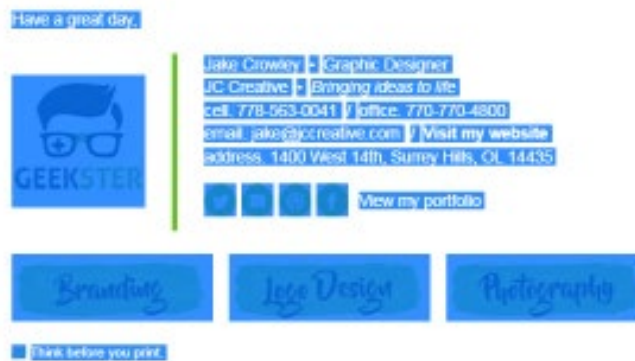 Have a great day,
Jake Crowley - Graphic Designer
JC Creative - Bringing ideas to life
cell. 778-563-0041 / office. 770-770-4800
email. jake@jccreative.com / Visit my website
address. 1400 West 14th, Surrey Hills, OL 14435
GEEKSTER
View my portfolio
Branding Logo Design Photography
Think before you print.